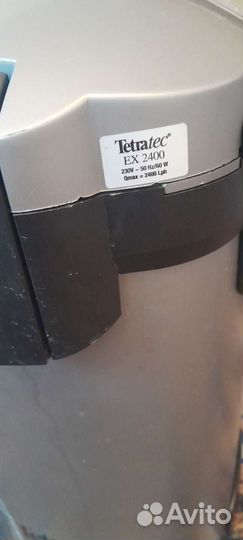 Tetratec®
EX 2400
230V ~ 50 Hz/60 W
Qmax = 2400 Lph
Avito